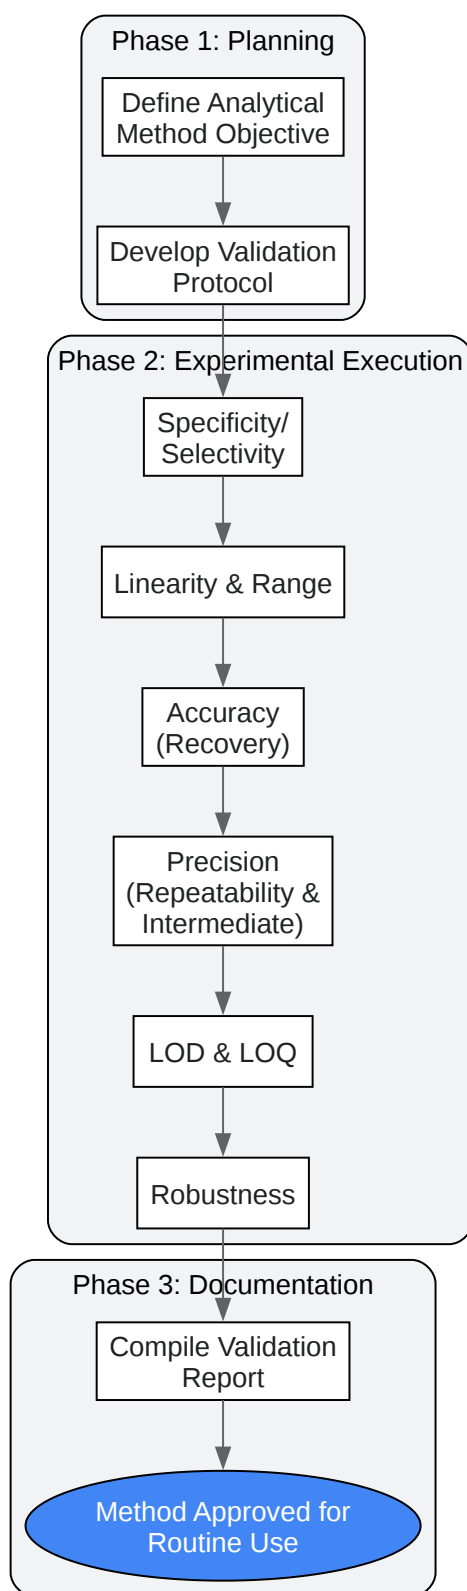 Phase 1: Planning
Define Analytical
Method Objective
Develop Validation
Protocol
Phase 2: Experimental Execution
Specificity/
Selectivity
Linearity & Range
Accuracy
(Recovery)
Precision
(Repeatability &
Intermediate)
LOD & LOQ
Robustness
Phase 3: Documentation
Compile Validation
Report
Method Approved for
Routine Use